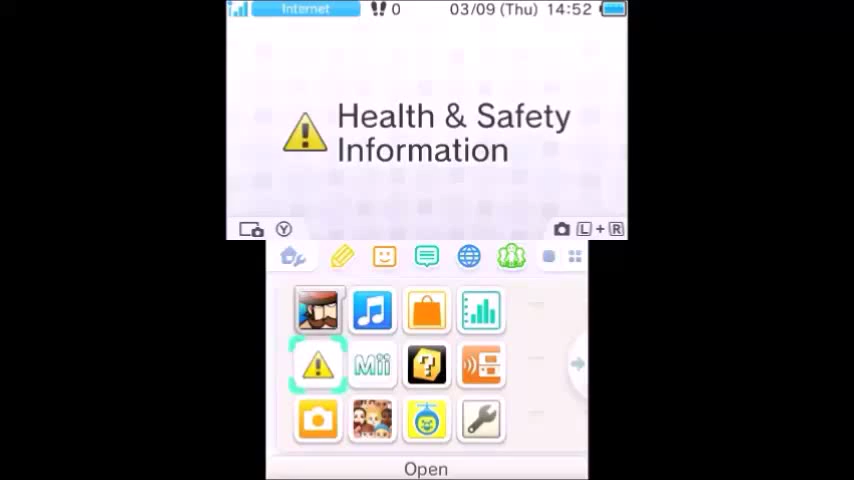 Internet 0 03/09 (Thu) 14:52
Health & Safety
Information
Y L + R
Mii
?
Open